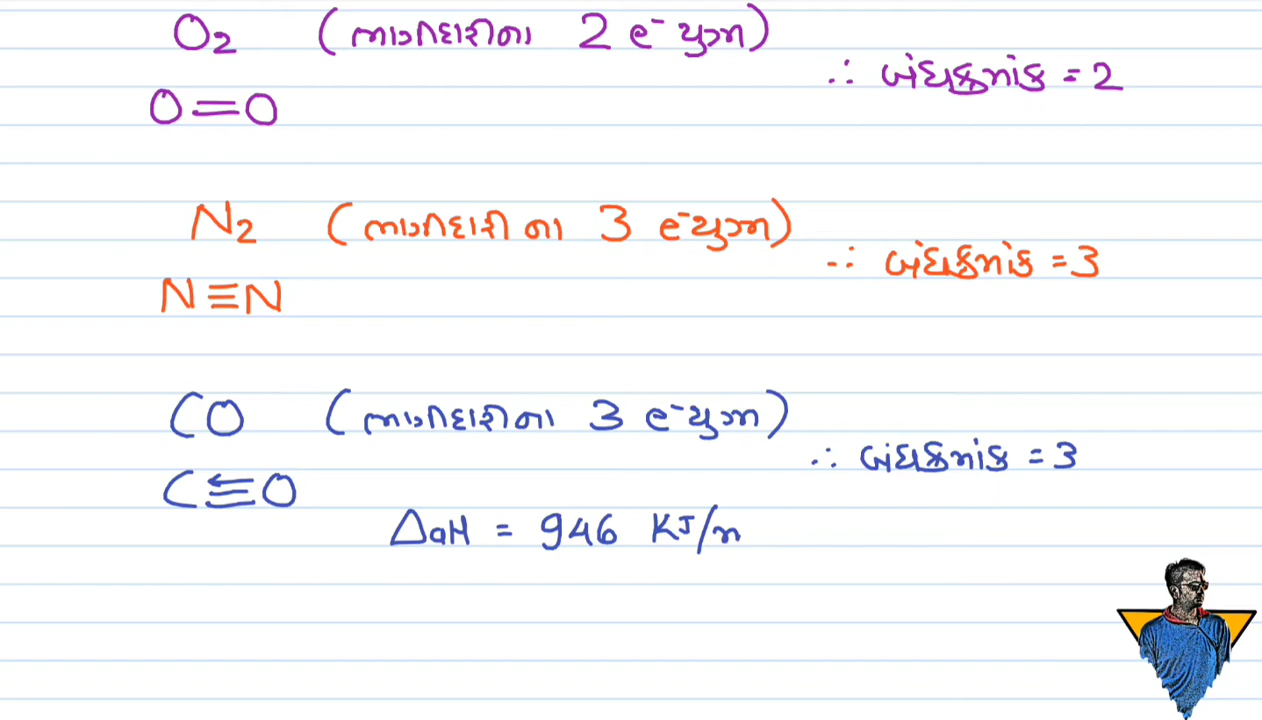 O₂ (ભાગીદારીના 2 e⁻ યુગ્મ)
∴ બંધક્રમાંક = 2
O=O
N₂ (ભાગીદારીના 3 e⁻યુગ્મ)
∴ બંધક્રમાંક = 3
N≡N
CO (ભાગીદારીના 3 e⁻યુગ્મ)
∴ બંધક્રમાંક = 3
C≡O
ΔaH = 946 KJ/m